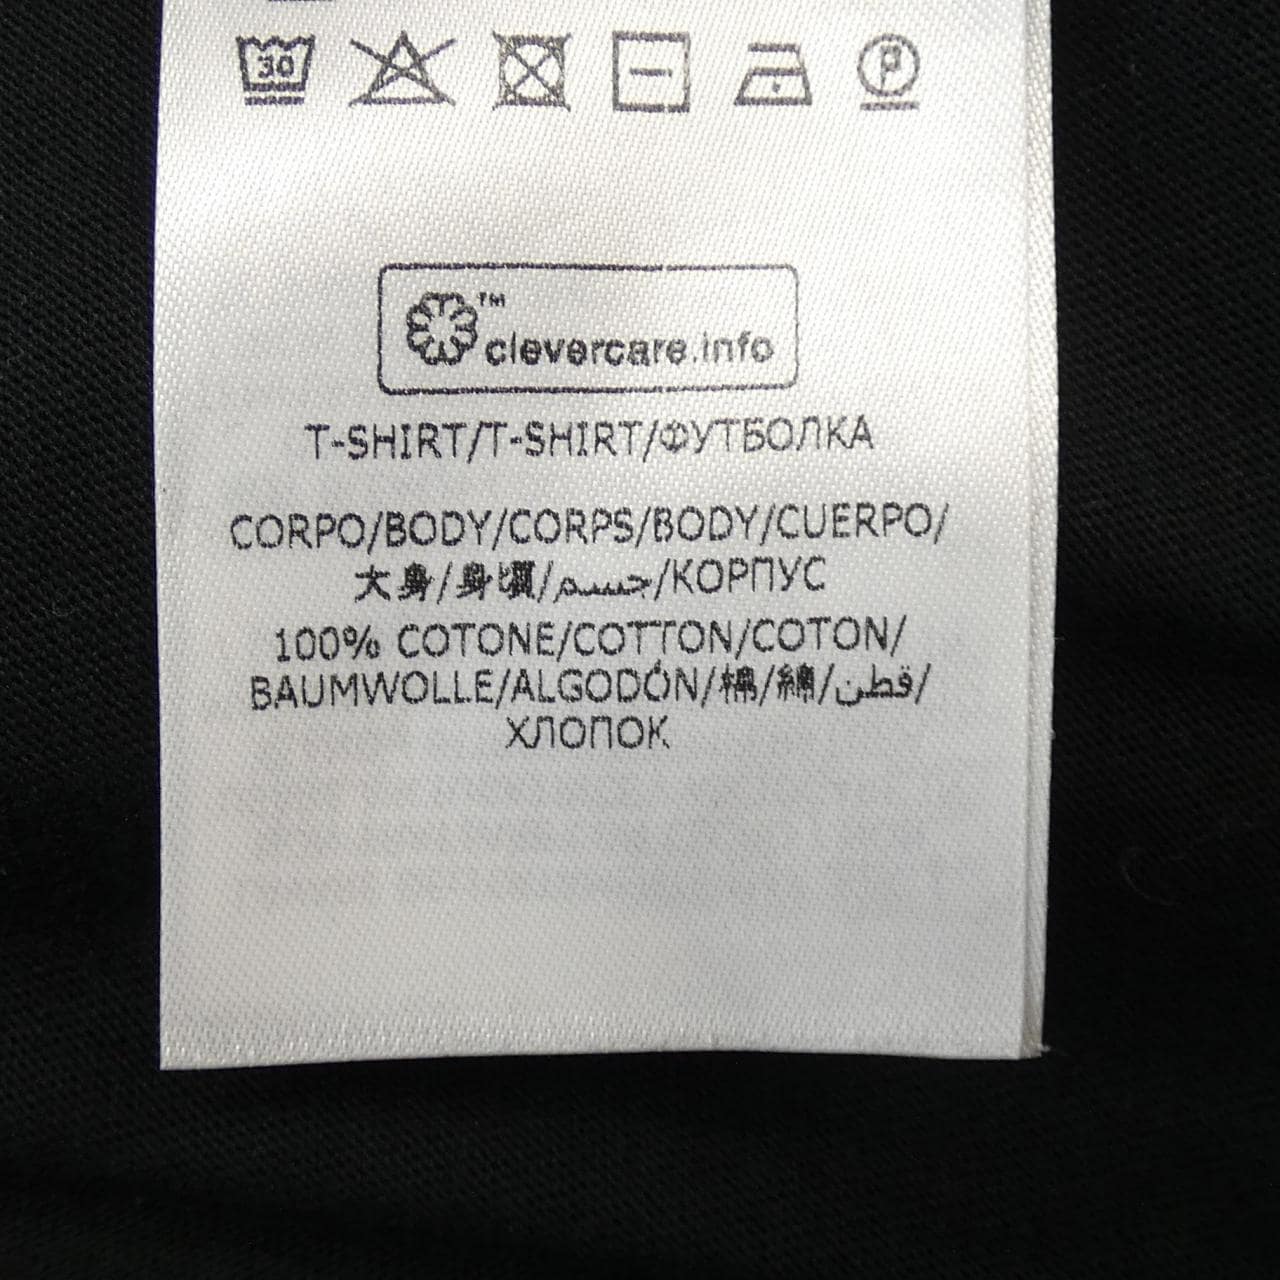 30
P
™
clevercare.info
T-SHIRT/T-SHIRT/ФУТБОЛКА
CORPO/BODY/CORPS/BODY/CUERPO/
大身/身頃/جسم/КОРПУС
100% COTONE/COTTON/COTON/
BAUMWOLLE/ALGODÓN/棉/綿/قطن/
ХЛОПОК